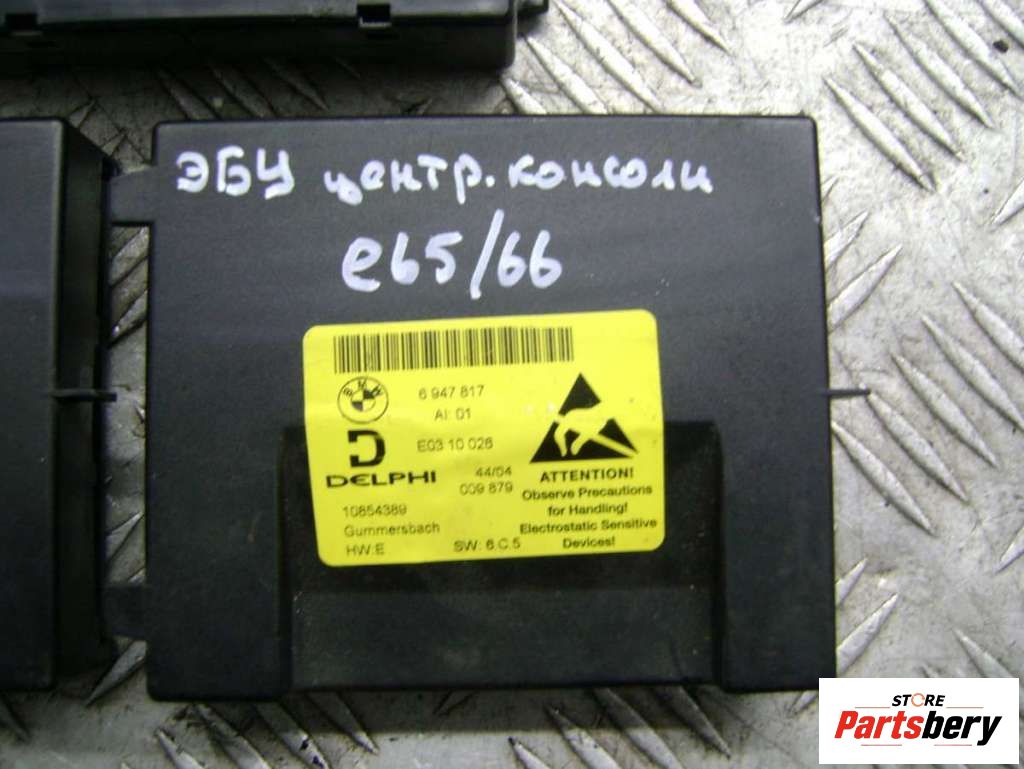 ЭБУ центр. консоли
e65/66
BMW
6 947 817
AI: 01
E03 10 026
DELPHI
44/04
009 879
10854389
Gummersbach
HW:E
SW: 6.C.5
ATTENTION!
Observe Precautions
for Handling!
Electrostatic Sensitive
Devices!
STORE
Partsbery